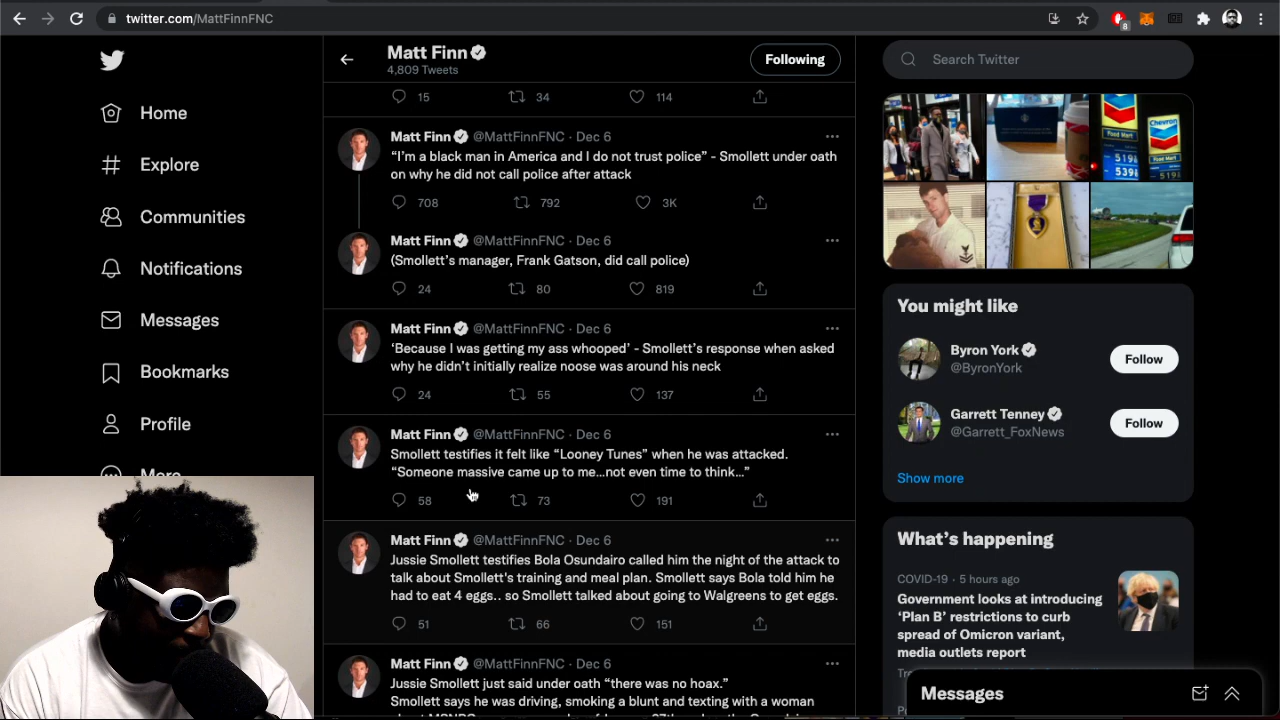 twitter.com/MattFinnFNC
8
Matt Finn
4,809 Tweets
Following
Search Twitter
Home
Explore
Communities
Notifications
Messages
Bookmarks
Profile
More
15 34 114
Matt Finn @MattFinnFNC · Dec 6
“I’m a black man in America and I do not trust police” - Smollett under oath
on why he did not call police after attack
708 792 3K
Matt Finn @MattFinnFNC · Dec 6
(Smollett’s manager, Frank Gatson, did call police)
24 80 819
Matt Finn @MattFinnFNC · Dec 6
‘Because I was getting my ass whooped’ - Smollett’s response when asked
why he didn’t initially realize noose was around his neck
24 55 137
Matt Finn @MattFinnFNC · Dec 6
Smollett testifies it felt like “Looney Tunes” when he was attacked.
“Someone massive came up to me...not even time to think...”
58 73 191
Matt Finn @MattFinnFNC · Dec 6
Jussie Smollett testifies Bola Osundairo called him the night of the attack to
talk about Smollett's training and meal plan. Smollett says Bola told him he
had to eat 4 eggs.. so Smollett talked about going to Walgreens to get eggs.
51 66 151
Matt Finn @MattFinnFNC · Dec 6
Jussie Smollett just said under oath “there was no hoax.”
Smollett says he was driving, smoking a blunt and texting with a woman
Chevron
Food Mart
519
Chevron
Food Mart
519
539
You might like
Byron York
@ByronYork
Follow
Garrett Tenney
@Garrett_FoxNews
Follow
Show more
What’s happening
COVID-19 · 5 hours ago
Government looks at introducing
‘Plan B’ restrictions to curb
spread of Omicron variant,
media outlets report
Messages